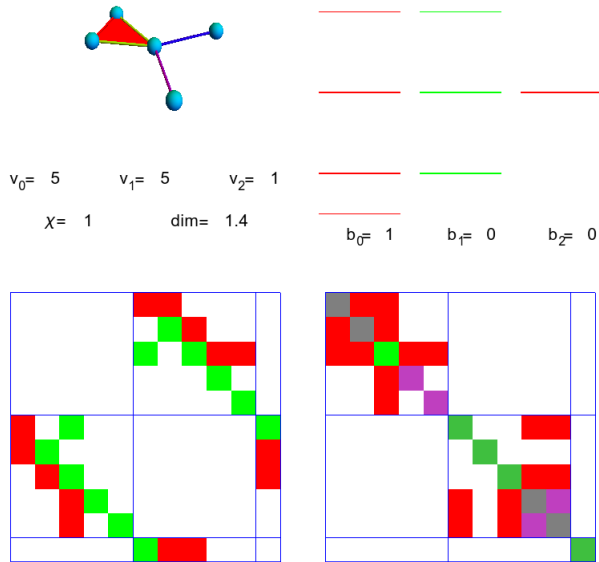 v₀= 5 v₁= 5 v₂= 1
χ= 1 dim= 1.4
b₀= 1 b₁= 0 b₂= 0